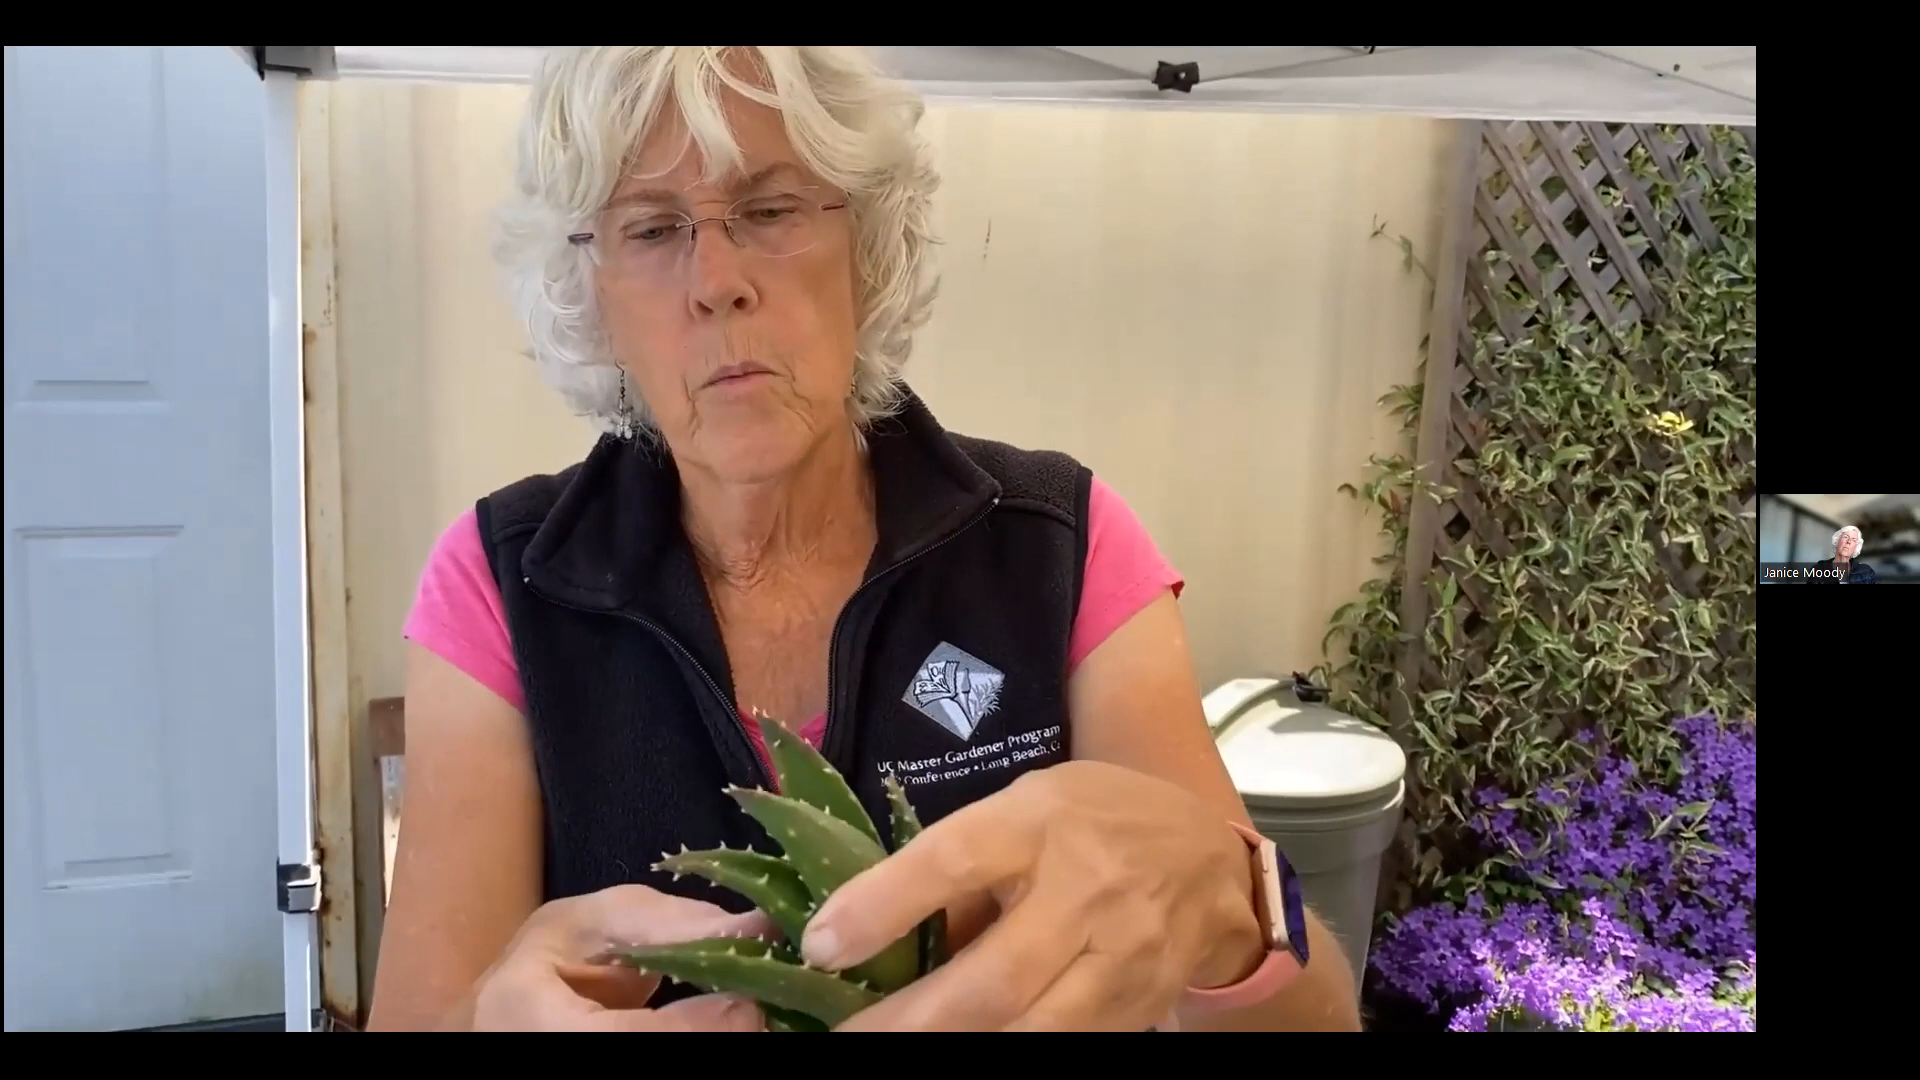 UC Master Gardener Program
Conference • Long Beach,
Janice Moody